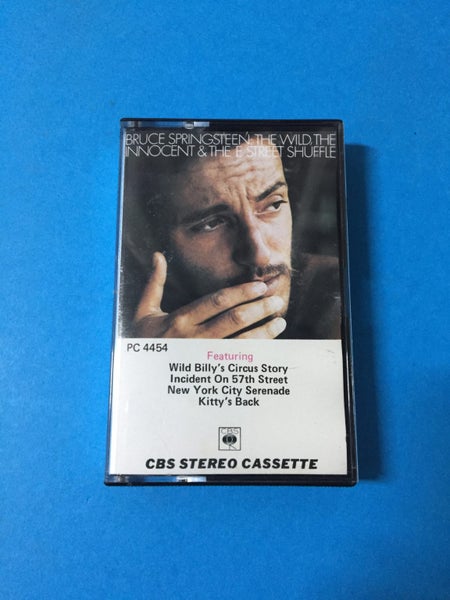 BRUCE SPRINGSTEEN: THE WILD, THE
INNOCENT & THE E STREET SHUFFLE
PC 4454
Featuring
Wild Billy's Circus Story
Incident On 57th Street
New York City Serenade
Kitty's Back
CBS
CBS STEREO CASSETTE